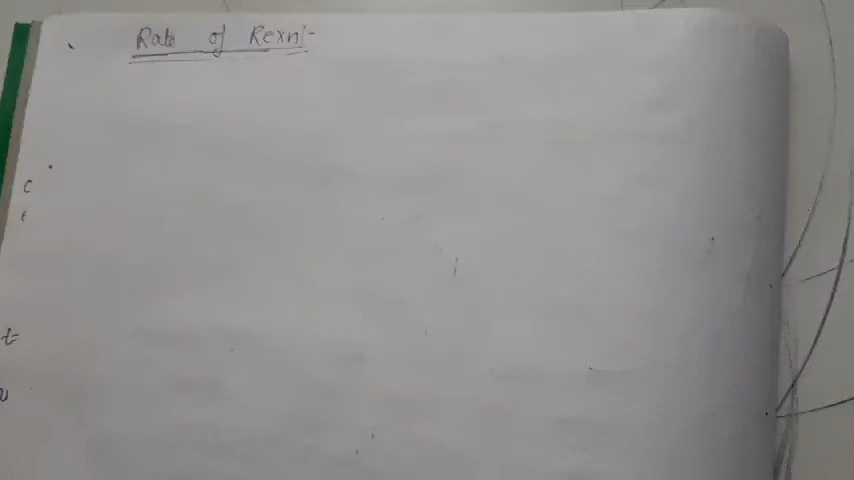 Rate of Rexn:-
c
t
t=